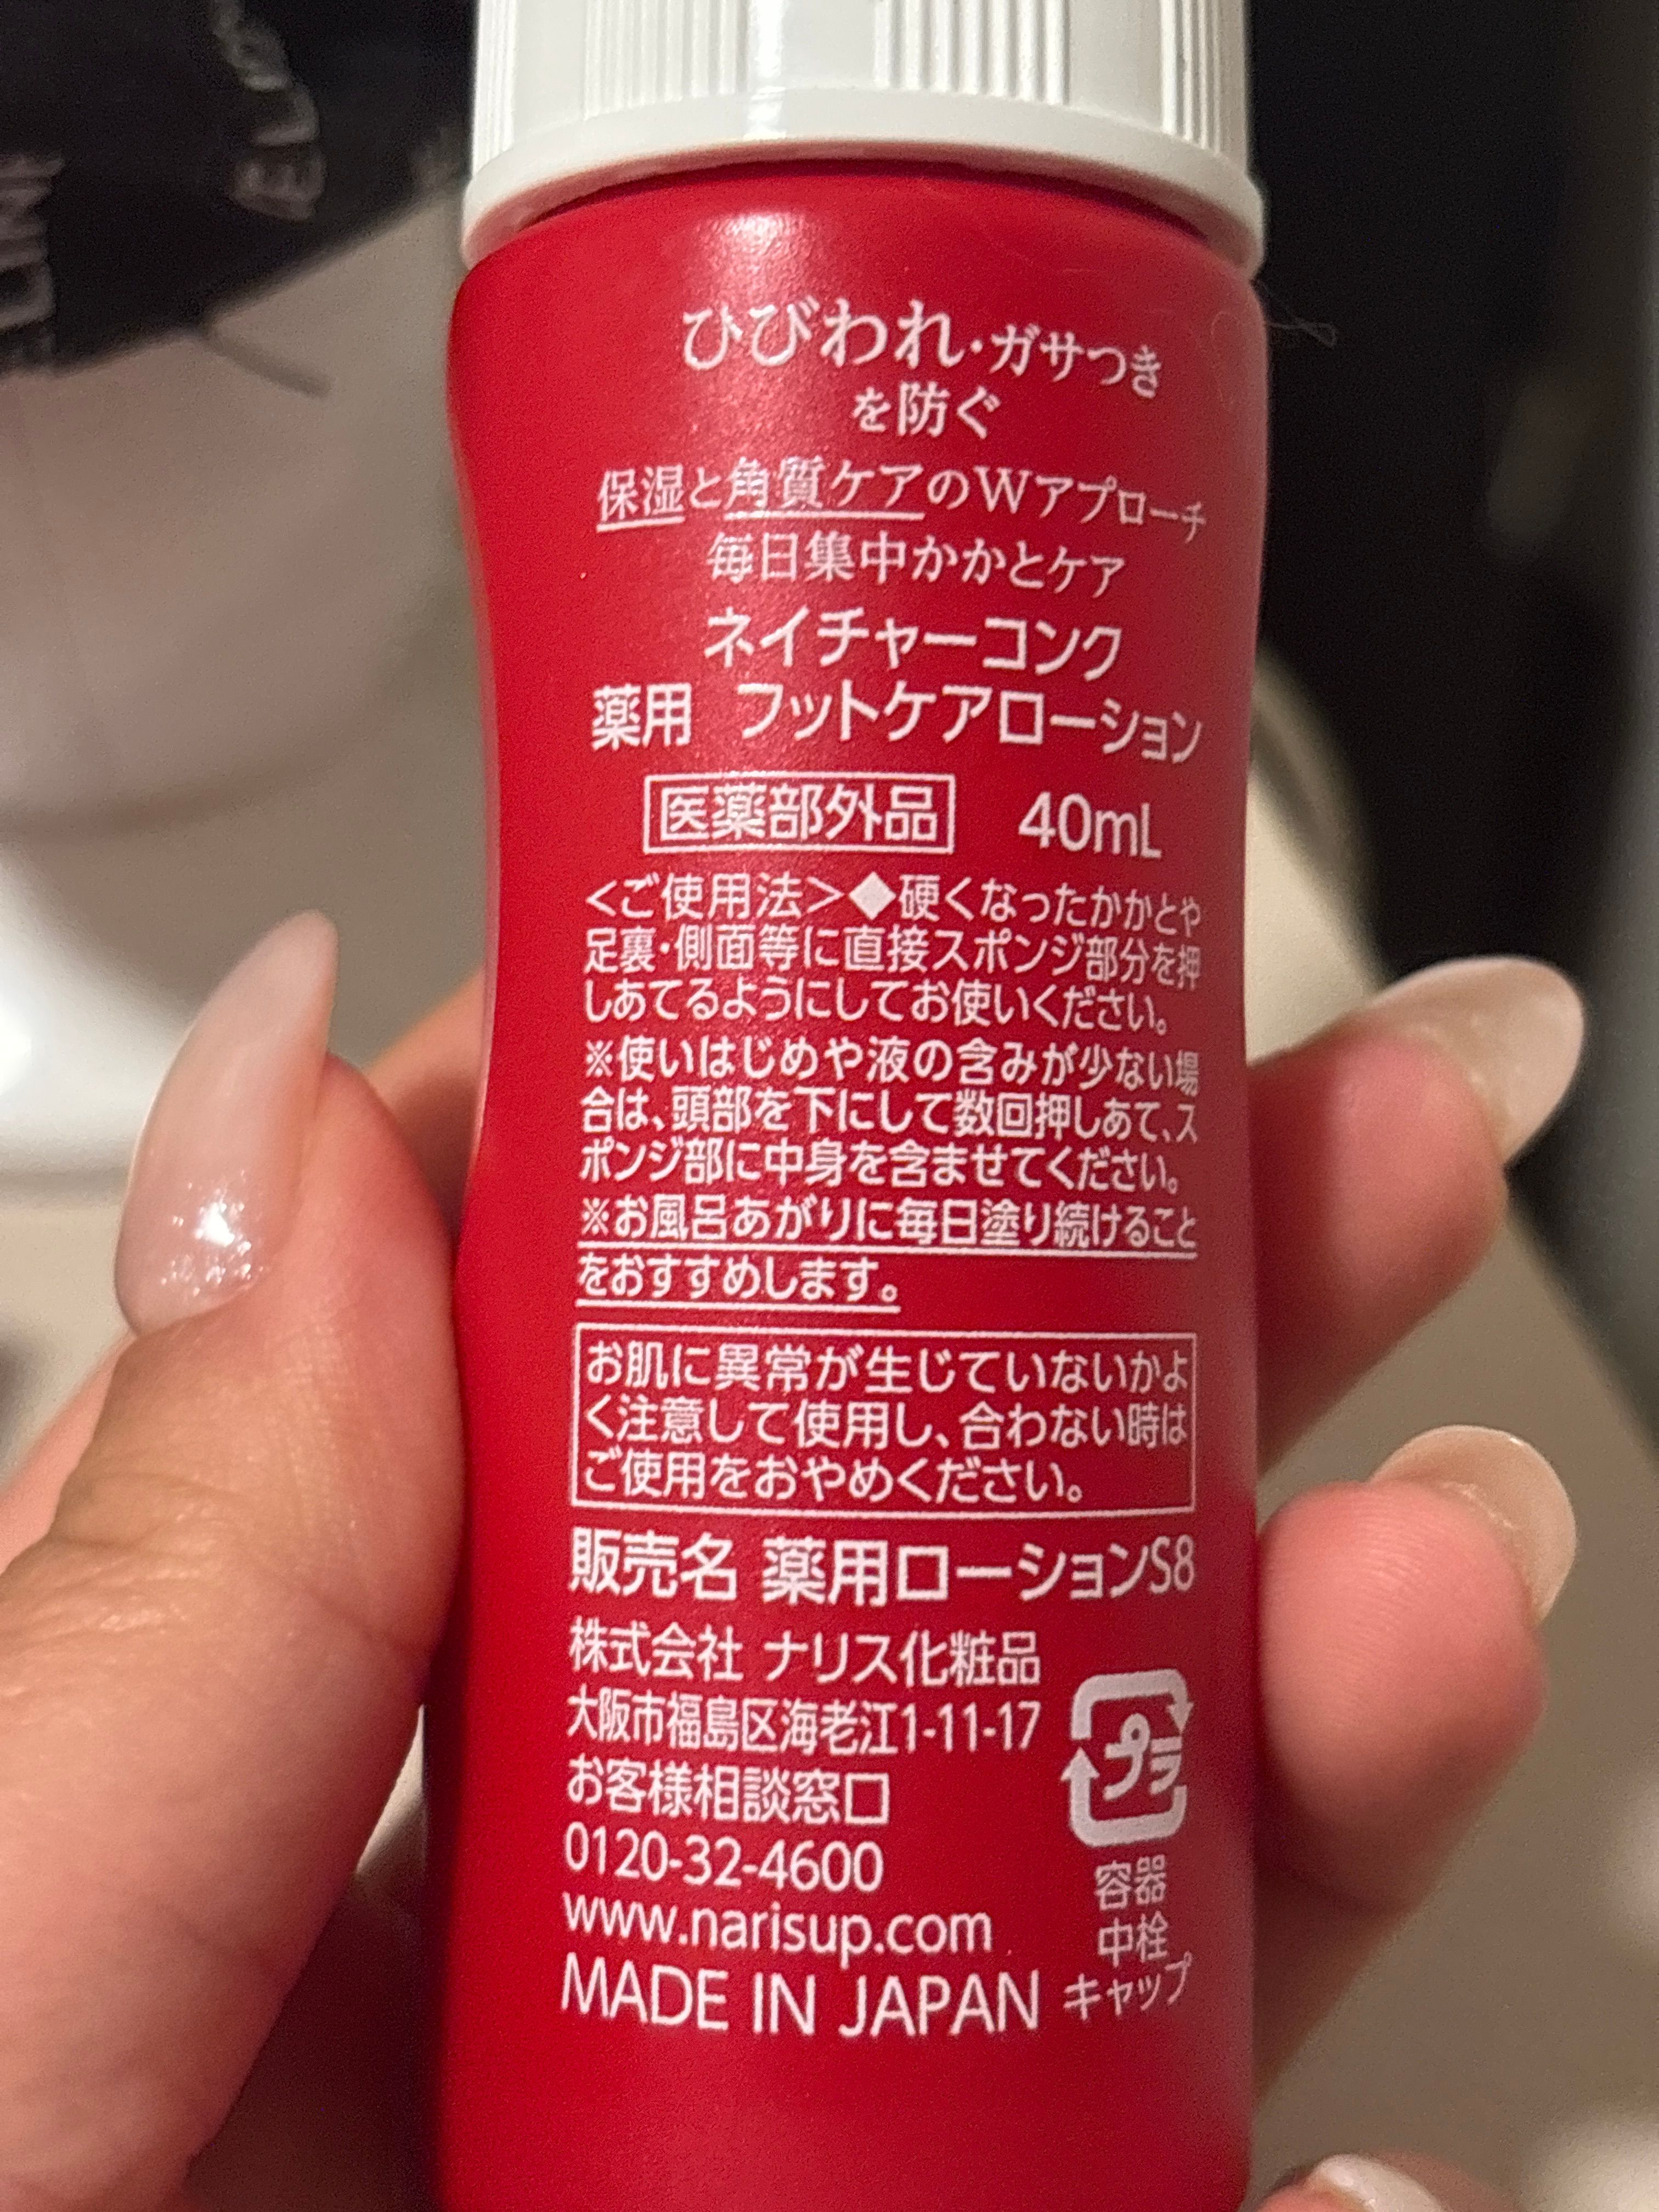 ひびわれ・ガサつき
を防ぐ
保湿と角質ケアのWアプローチ
毎日集中かかとケア
ネイチャーコンク
薬用 フットケアローション
医薬部外品 40mL
<ご使用法>◆硬くなったかかとや
足裏・側面等に直接スポンジ部分を押
しあてるようにしてお使いください。
※使いはじめや液の含みが少ない場
合は、頭部を下にして数回押しあて、ス
ポンジ部に中身を含ませてください。
※お風呂あがりに毎日塗り続けること
をおすすめします。
お肌に異常が生じていないかよ
く注意して使用し、合わない時は
ご使用をおやめください。
販売名 薬用ローションS8
株式会社 ナリス化粧品
大阪市福島区海老江1-11-17
お客様相談窓口
0120-32-4600
www.narisup.com
MADE IN JAPAN
プラ
容器
中栓
キャップ